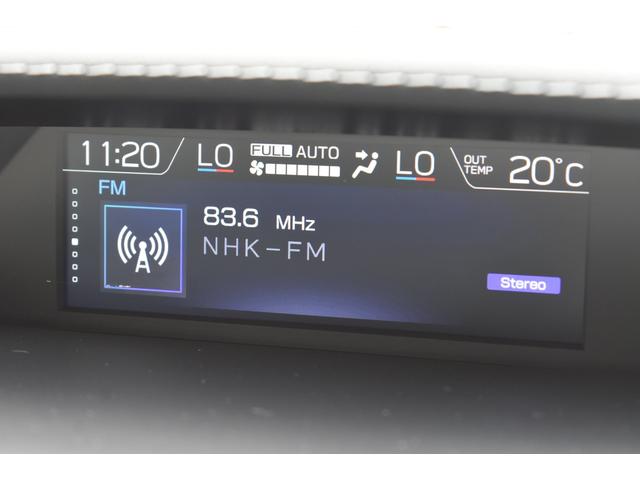 11:20 LO FULL AUTO LO OUT TEMP 20°C
FM
83.6 MHz
NHK-FM
Stereo